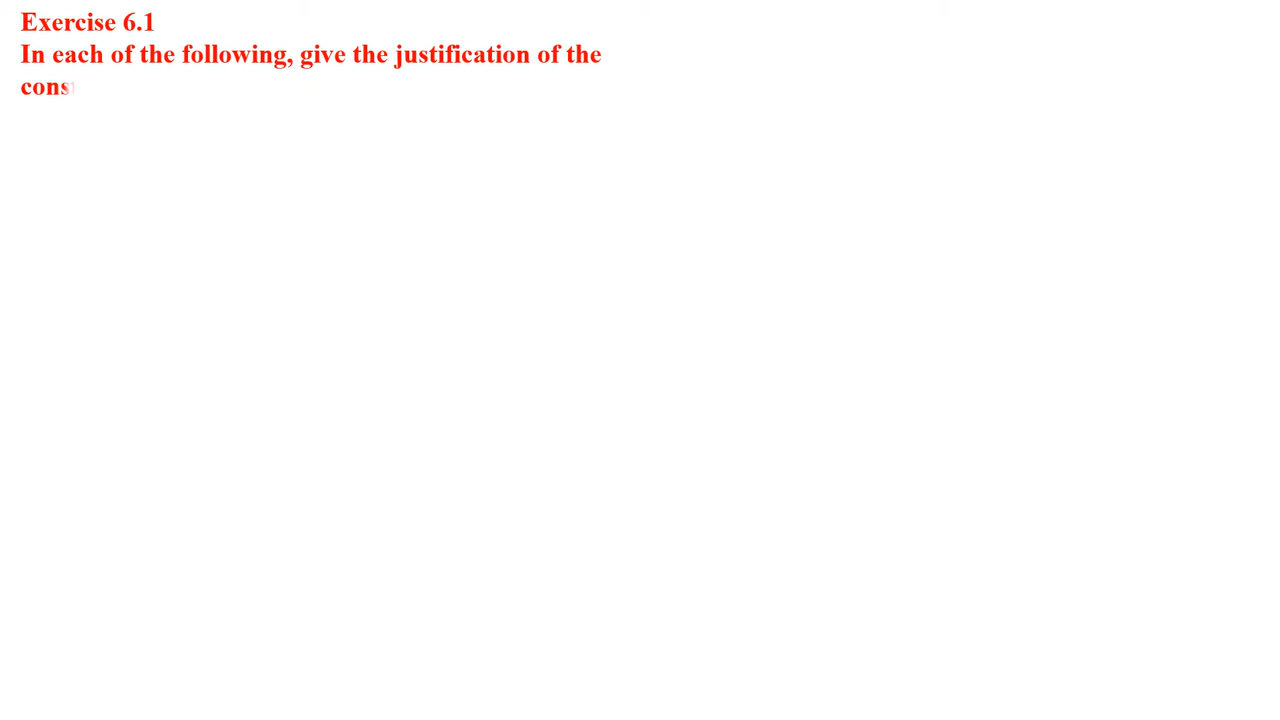 Exercise 6.1
In each of the following, give the justification of the
cons